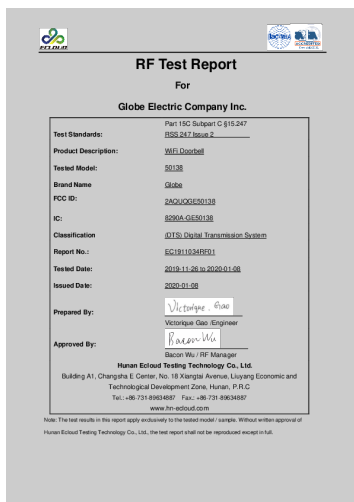 ECLOUD
RF Test Report
For
Globe Electric Company Inc.
Part 15C Subpart C §15.247
Test Standards: RSS 247 Issue 2
Product Description: WiFi Doorbell
Tested Model: 50138
Brand Name Globe
FCC ID: 2AQUQGE50138
IC: 8290A-GE50138
Classification (DTS) Digital Transmission System
Report No.: EC1911034RF01
Tested Date: 2019-11-26 to 2020-01-08
Issued Date: 2020-01-08
Prepared By: Victorique. Gao
Victorique Gao /Engineer
Approved By: Bacon Wu
Bacon Wu / RF Manager
Hunan Ecloud Testing Technology Co., Ltd.
Building A1, Changsha E Center, No. 18 Xiangtai Avenue, Liuyang Economic and
Technological Development Zone, Hunan, P.R.C
Tel.: +86-731-89634887 Fax.: +86-731-89634887
www.hn-ecloud.com
Note: The test results in this report apply exclusively to the tested model / sample. Without written approval of
Hunan Ecloud Testing Technology Co., Ltd., the test report shall not be reproduced except in full.